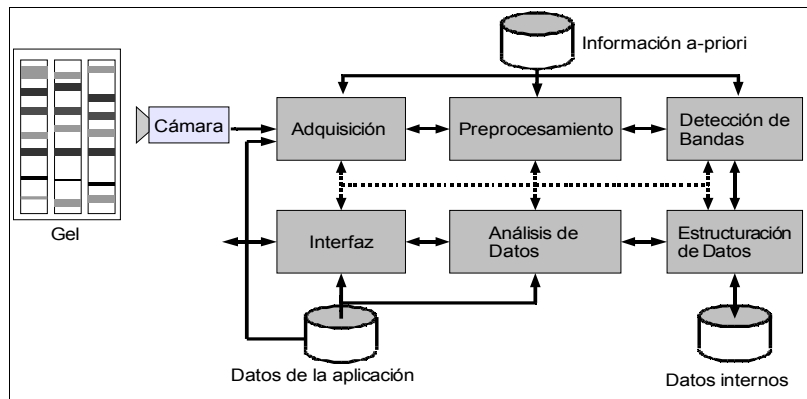 Información a-priori
Cámara
Adquisición
Preprocesamiento
Detección de
Bandas
Gel
Interfaz
Análisis de
Datos
Estructuración
de Datos
Datos de la aplicación
Datos internos